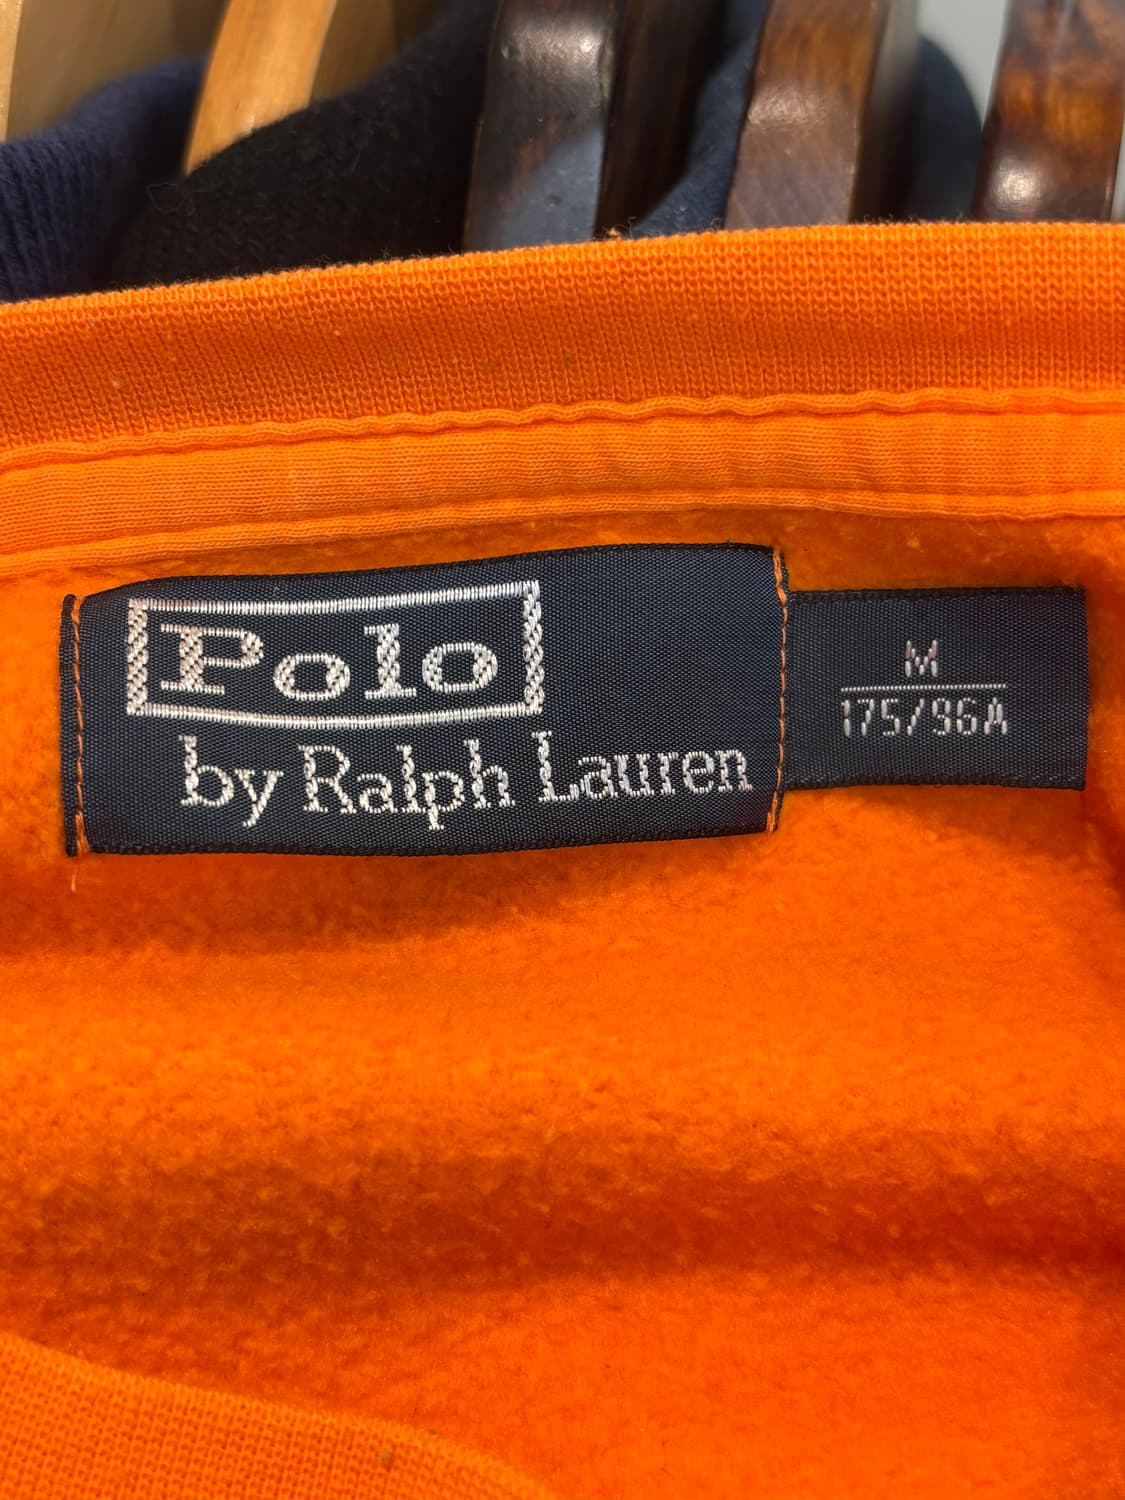 Polo
by Ralph Lauren
M
175/96A